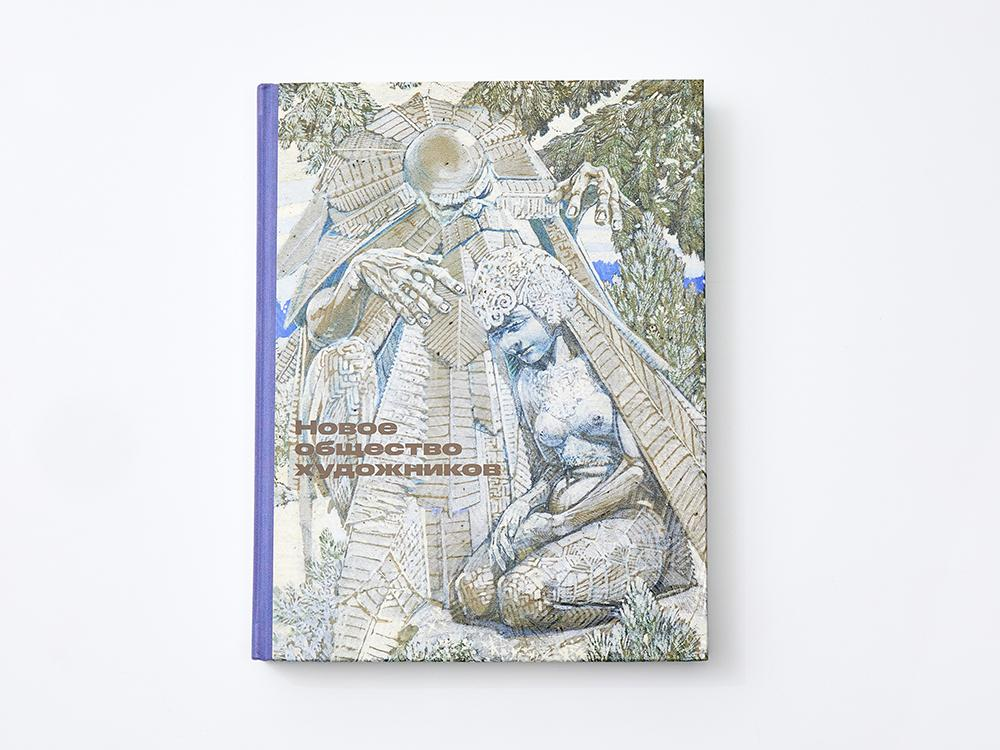 Новое
общество
художников